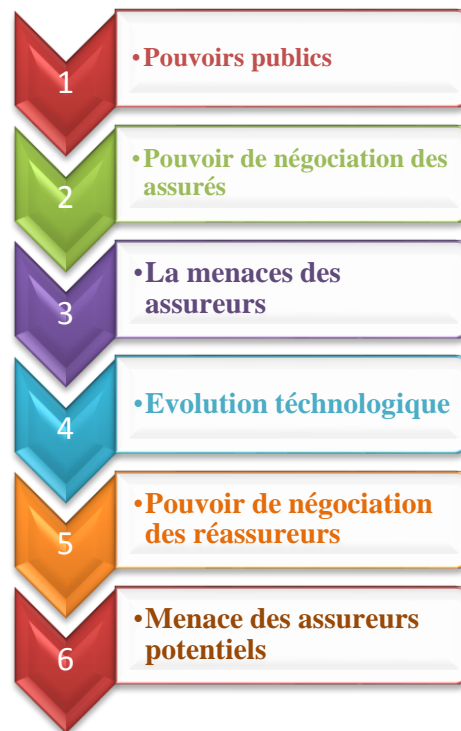 1
•Pouvoirs publics
2
•Pouvoir de négociation des
assurés
3
•La menaces des
assureurs
4
•Evolution téchnologique
5
•Pouvoir de négociation
des réassureurs
6
•Menace des assureurs
potentiels